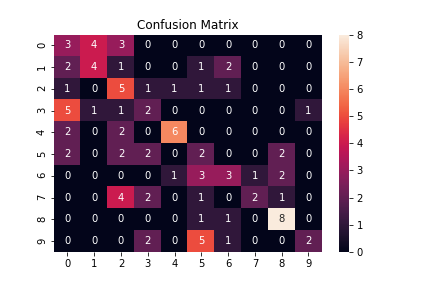 Confusion Matrix
0 3 4 3 0 0 0 0 0 0 0
1 2 4 1 0 0 1 2 0 0 0
2 1 0 5 1 1 1 1 0 0 0
3 5 1 1 2 0 0 0 0 0 1
4 2 0 2 0 6 0 0 0 0 0
5 2 0 2 2 0 2 0 0 2 0
6 0 0 0 0 1 3 3 1 2 0
7 0 0 4 2 0 1 0 2 1 0
8 0 0 0 0 0 1 1 0 8 0
9 0 0 0 2 0 5 1 0 0 2
0 1 2 3 4 5 6 7 8 9
8
7
6
5
4
3
2
1
0